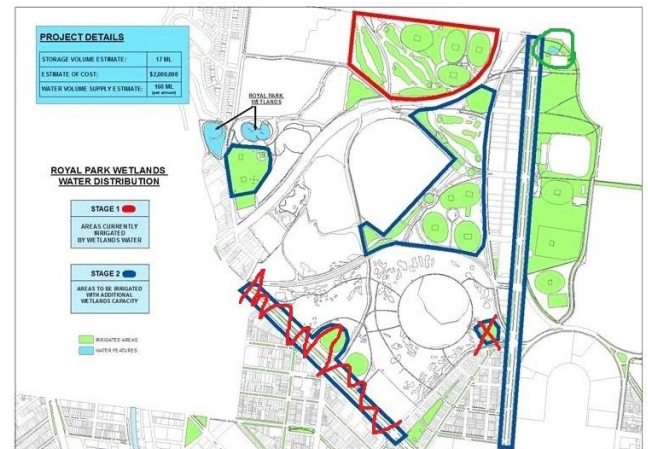 PROJECT DETAILS
STORAGE VOLUME ESTIMATE: 17 ML
ESTIMATE OF COST: $2,000,000
WATER VOLUME SUPPLY ESTIMATE: 160 ML
(per annum)
ROYAL PARK
WETLANDS
ROYAL PARK WETLANDS
WATER DISTRIBUTION
STAGE 1
AREAS CURRENTLY
IRRIGATED
BY WETLANDS WATER
STAGE 2
AREAS TO BE IRRIGATED
WITH ADDITIONAL
WETLANDS CAPACITY
IRRIGATED AREAS
WATER FEATURES